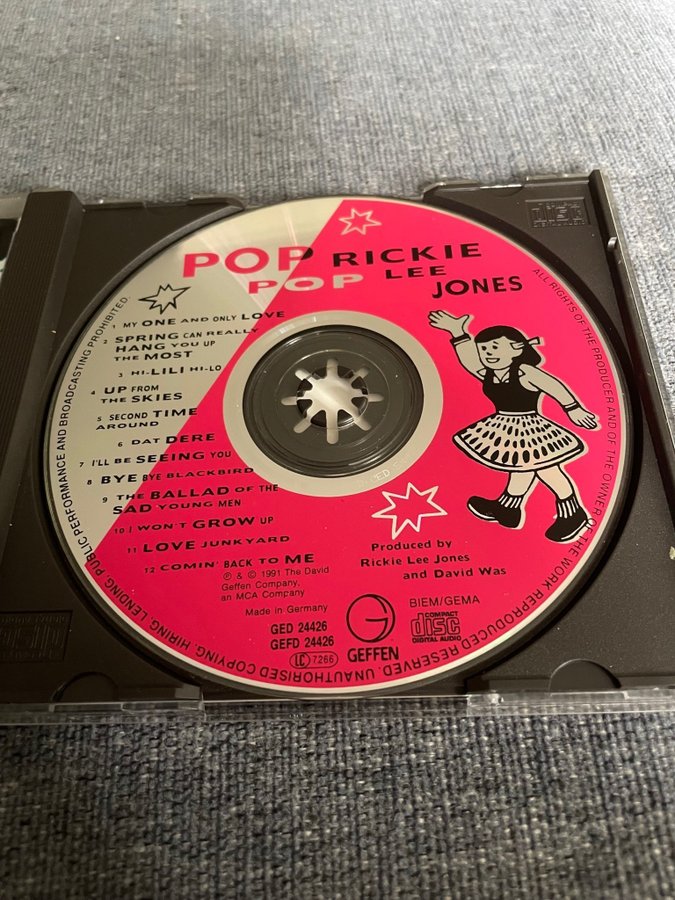 POP RICKIE
POP LEE
JONES
1 MY ONE AND ONLY LOVE
2 SPRING CAN REALLY
HANG YOU UP
THE MOST
3 HI-LILI HI-LO
4 UP FROM
THE SKIES
5 SECOND TIME
AROUND
6 DAT DERE
7 I'LL BE SEEING YOU
8 BYE BYE BLACKBIRD
9 THE BALLAD OF THE
SAD YOUNG MEN
10 I WON'T GROW UP
11 LOVE JUNKYARD
12 COMIN' BACK TO ME
℗ & © 1991 The David
Geffen Company,
an MCA Company
Made in Germany
GED 24426
GEFD 24426
LC 7266
GEFFEN
Produced by
Rickie Lee Jones
and David Was
BIEM/GEMA
COMPACT
disc
DIGITAL AUDIO
ALL RIGHTS OF THE PRODUCER AND OF THE OWNER OF THE WORK REPRODUCED RESERVED. UNAUTHORISED COPYING, HIRING, LENDING, PUBLIC PERFORMANCE AND BROADCASTING PROHIBITED.
disc